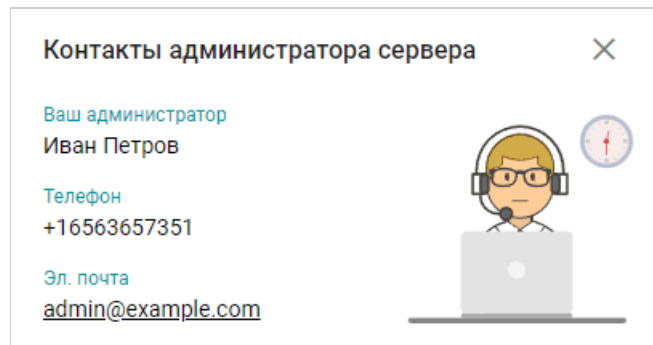 Контакты администратора сервера
Ваш администратор
Иван Петров
Телефон
+16563657351
Эл. почта
admin@example.com